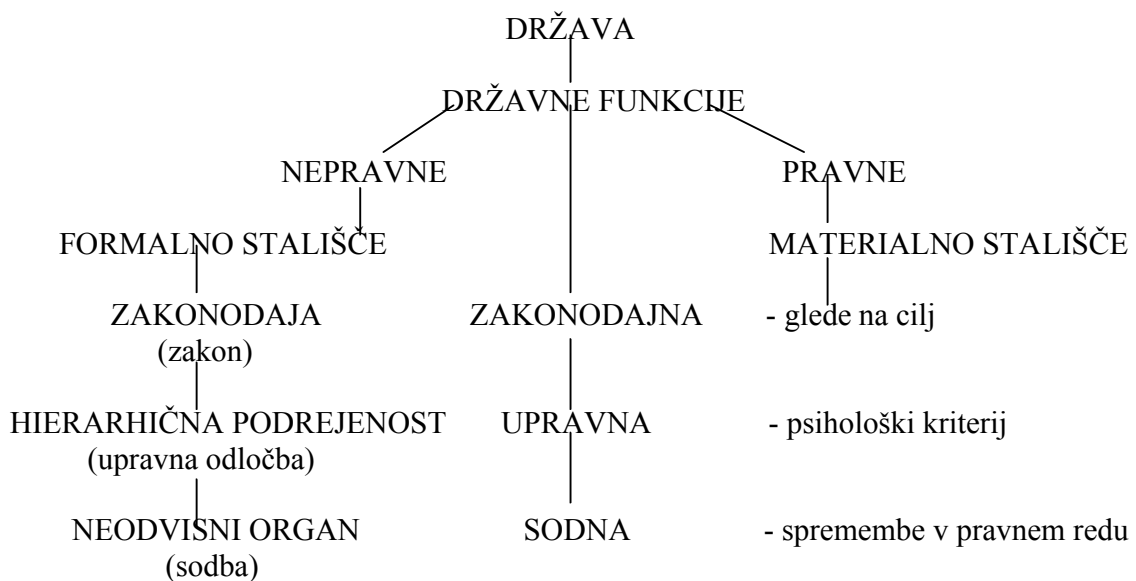 DRŽAVA
DRŽAVNE FUNKCIJE
NEPRAVNE PRAVNE
FORMALNO STALIŠČE MATERIALNO STALIŠČE
ZAKONODAJA ZAKONODAJNA - glede na cilj
(zakon)
HIERARHIČNA PODREJENOST UPRAVNA - psihološki kriterij
(upravna odločba)
NEODVISNI ORGAN SODNA - spremembe v pravnem redu
(sodba)